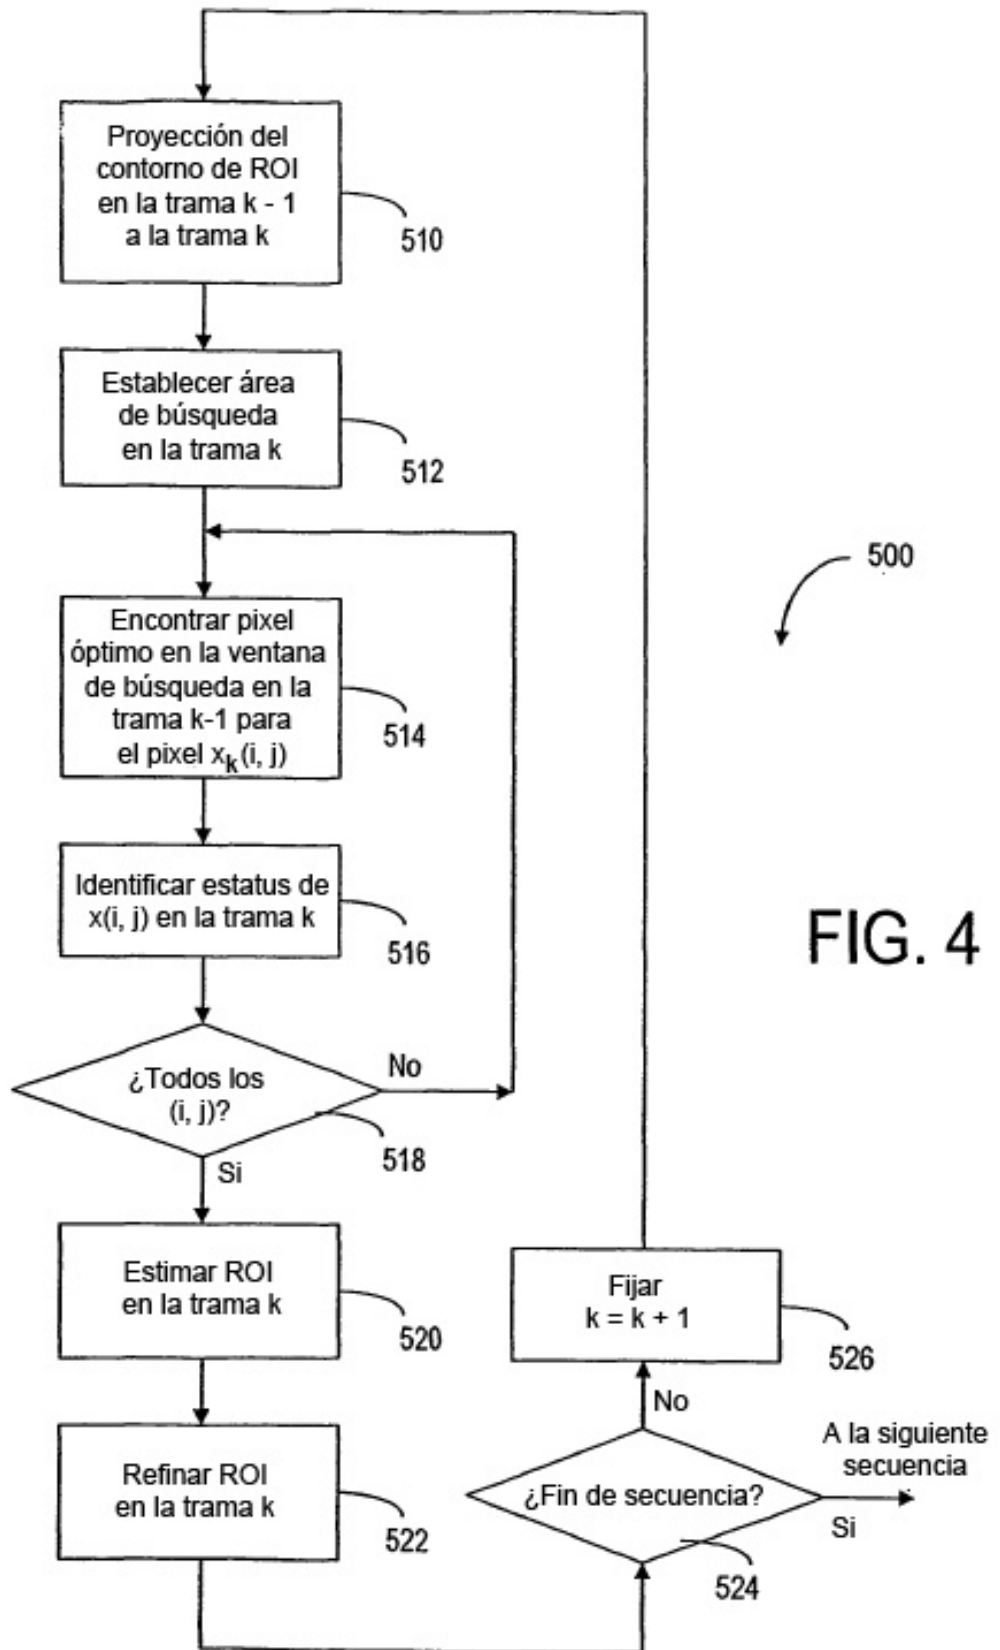 Proyección del
contorno de ROI
en la trama k - 1
a la trama k
510
Establecer área
de búsqueda
en la trama k
512
500
Encontrar pixel
óptimo en la ventana
de búsqueda en la
trama k-1 para
el pixel xk(i, j)
514
Identificar estatus de
x(i, j) en la trama k
516
FIG. 4
¿Todos los
(i, j)?
No
518
Si
Estimar ROI
en la trama k
520
Refinar ROI
en la trama k
522
Fijar
k = k + 1
526
No
¿Fin de secuencia?
524
A la siguiente
secuencia
Si